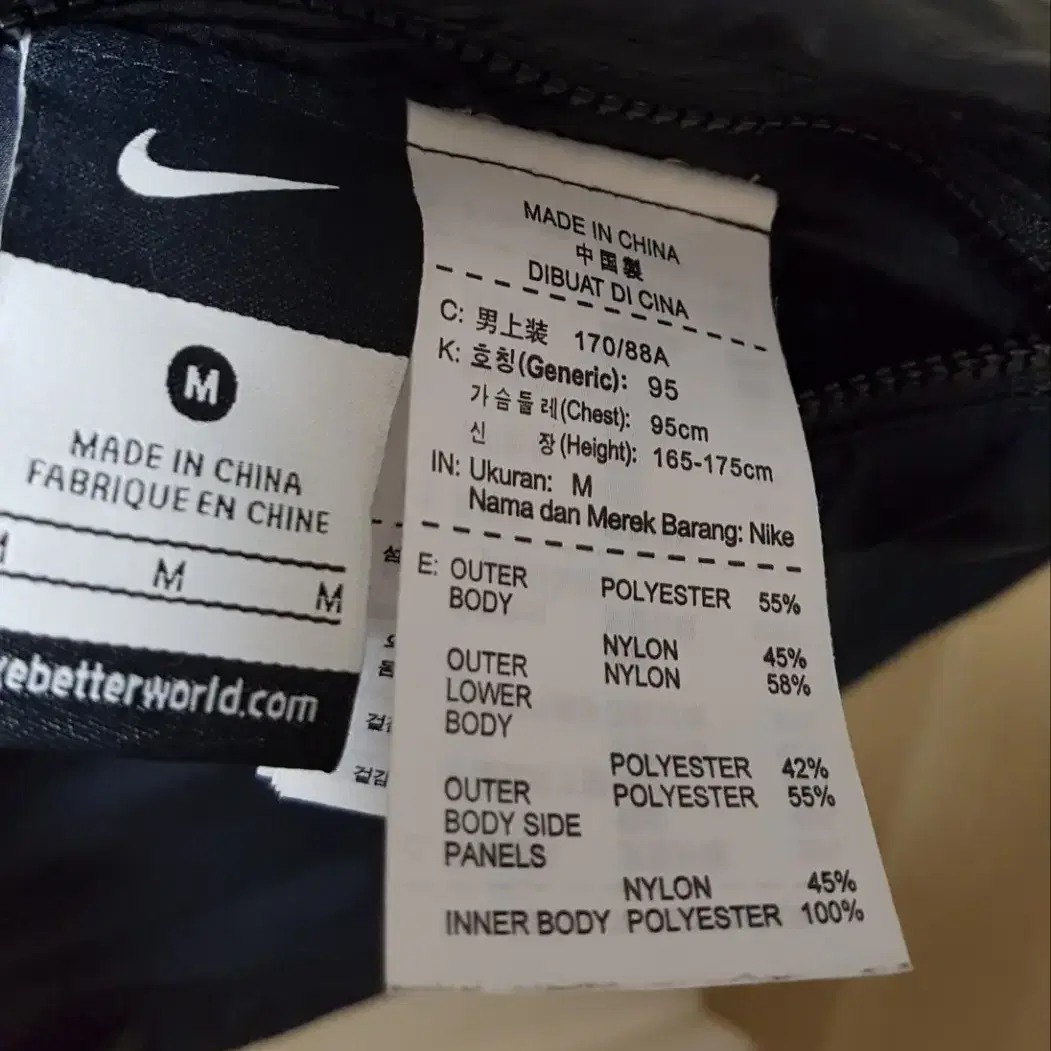 M
MADE IN CHINA
FABRIQUE EN CHINE
M M
ebetterworld.com
MADE IN CHINA
中国製
DIBUAT DI CINA
C: 男上装 170/88A
K: 호칭(Generic): 95
가슴둘레(Chest): 95cm
신 장(Height): 165-175cm
IN: Ukuran: M
Nama dan Merek Barang: Nike
E: OUTER BODY POLYESTER 55%
NYLON 45%
OUTER LOWER BODY NYLON 58%
POLYESTER 42%
OUTER BODY SIDE PANELS POLYESTER 55%
NYLON 45%
INNER BODY POLYESTER 100%